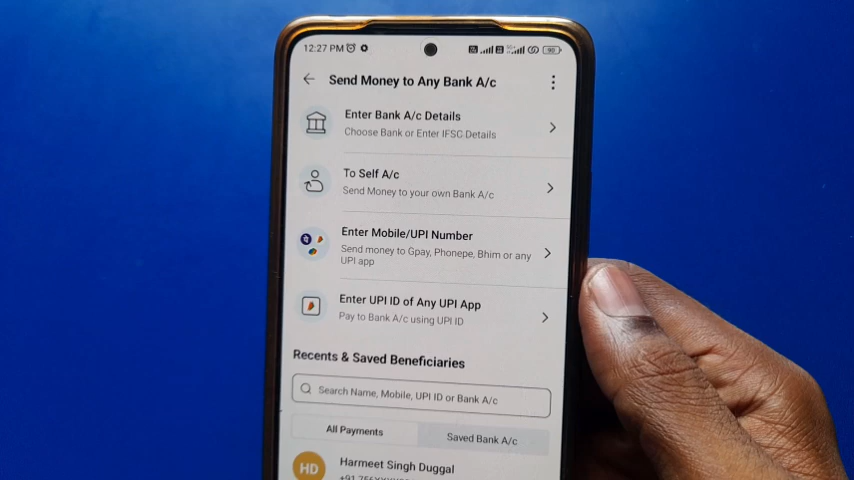 12:27 PM
90
Send Money to Any Bank A/c
Enter Bank A/c Details
Choose Bank or Enter IFSC Details
To Self A/c
Send Money to your own Bank A/c
Enter Mobile/UPI Number
Send money to Gpay, Phonepe, Bhim or any
UPI app
Enter UPI ID of Any UPI App
Pay to Bank A/c using UPI ID
Recents & Saved Beneficiaries
Search Name, Mobile, UPI ID or Bank A/c
All Payments
Saved Bank A/c
HD
Harmeet Singh Duggal